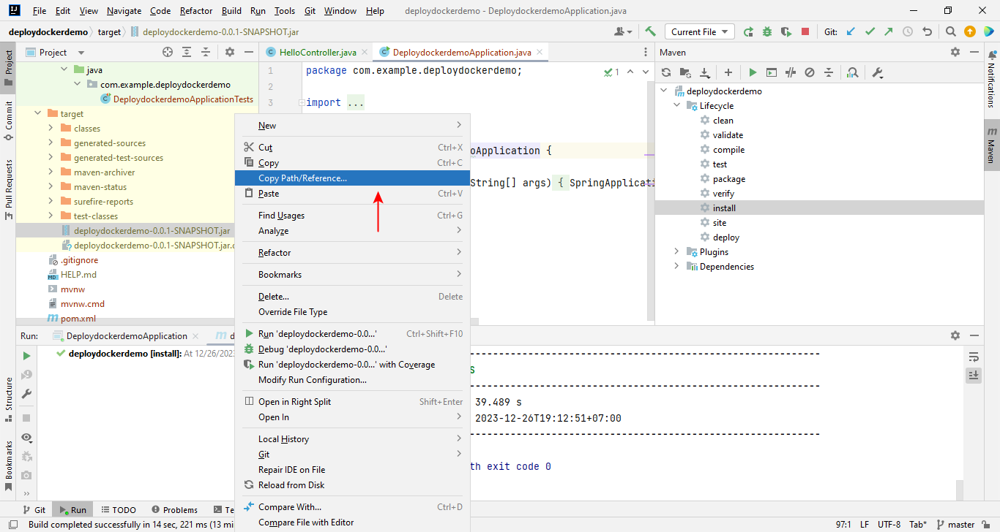 File Edit View Navigate Code Refactor Build Run Tools Git Window Help deploydockerdemo - DeploydockerdemoApplication.java
deploydockerdemo target deploydockerdemo-0.0.1-SNAPSHOT.jar Current File Git:
Project
Commit
Pull Requests
Structure
Bookmarks
Project
java
com.example.deploydockerdemo
DeploydockerdemoApplicationTests
target
classes
generated-sources
generated-test-sources
maven-archiver
maven-status
surefire-reports
test-classes
deploydockerdemo-0.0.1-SNAPSHOT.jar
deploydockerdemo-0.0.1-SNAPSHOT.jar.
.gitignore
HELP.md
mvnw
mvnw.cmd
pom.xml
HelloController.java DeploydockerdemoApplication.java
1 package com.example.deploydockerdemo; 1
2
3 import ...
oApplication {
String[] args) { SpringApplicati
New
Cut Ctrl+X
Copy Ctrl+C
Copy Path/Reference...
Paste Ctrl+V
Find Usages Ctrl+G
Analyze
Refactor
Bookmarks
Delete... Delete
Override File Type
Run 'deploydockerdemo-0.0...' Ctrl+Shift+F10
Debug 'deploydockerdemo-0.0...'
Run 'deploydockerdemo-0.0...' with Coverage
Modify Run Configuration...
Open in Right Split Shift+Enter
Open In
Local History
Git
Repair IDE on File
Reload from Disk
Compare With... Ctrl+D
Compare File with Editor
Maven
deploydockerdemo
Lifecycle
clean
validate
compile
test
package
verify
install
site
deploy
Plugins
Dependencies
Notifications
Maven
Run: DeploydockerdemoApplication d
deploydockerdemo [install]: At 12/26/2023
------------------------------------------------------------
S
------------------------------------------------------------
39.489 s
2023-12-26T19:12:51+07:00
------------------------------------------------------------
th exit code 0
Git Run TODO Problems Te
Build completed successfully in 14 sec, 221 ms (13 mi 97:1 LF UTF-8 Tab* master